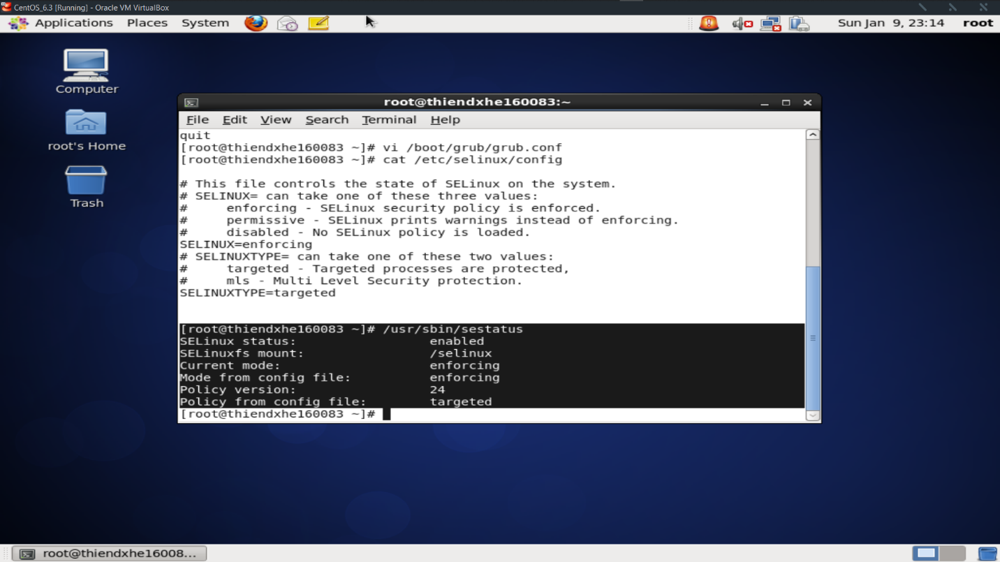 CentOS_6.3 [Running] - Oracle VM VirtualBox
Applications Places System Sun Jan 9, 23:14 root
Computer
root's Home
Trash
root@thiendxhe160083:~
File Edit View Search Terminal Help
quit
[root@thiendxhe160083 ~]# vi /boot/grub/grub.conf
[root@thiendxhe160083 ~]# cat /etc/selinux/config
# This file controls the state of SELinux on the system.
# SELINUX= can take one of these three values:
#     enforcing - SELinux security policy is enforced.
#     permissive - SELinux prints warnings instead of enforcing.
#     disabled - No SELinux policy is loaded.
SELINUX=enforcing
# SELINUXTYPE= can take one of these two values:
#     targeted - Targeted processes are protected,
#     mls - Multi Level Security protection.
SELINUXTYPE=targeted
[root@thiendxhe160083 ~]# /usr/sbin/sestatus
SELinux status:                 enabled
SELinuxfs mount:                /selinux
Current mode:                   enforcing
Mode from config file:          enforcing
Policy version:                 24
Policy from config file:        targeted
[root@thiendxhe160083 ~]#
root@thiendxhe16008...